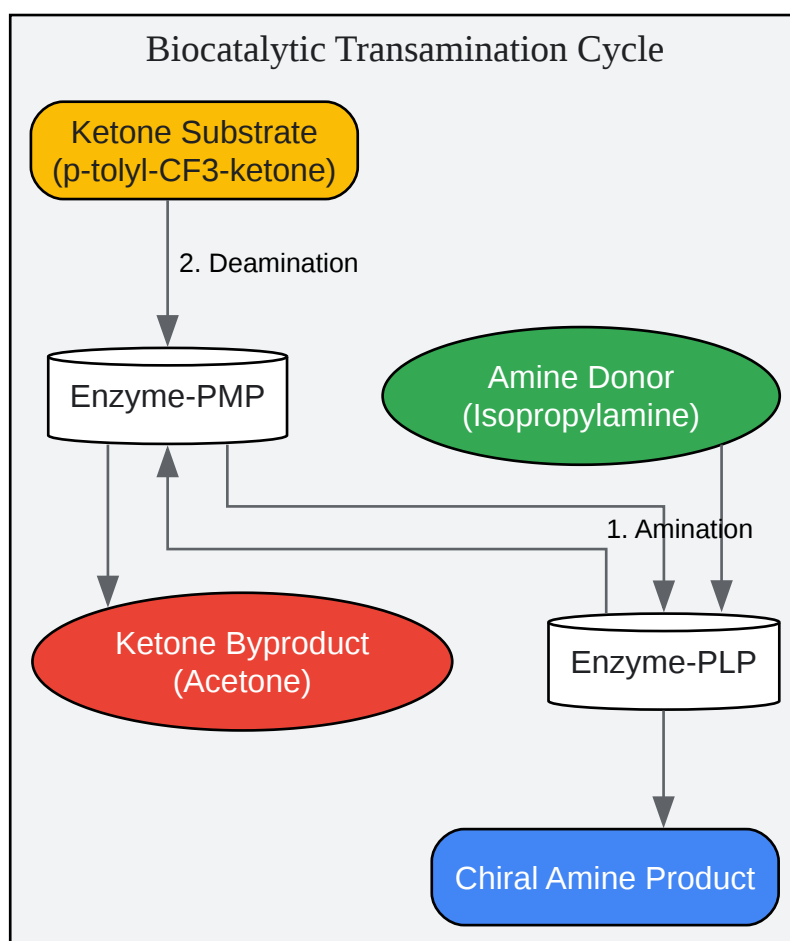 Biocatalytic Transamination Cycle
Ketone Substrate
(p-tolyl-CF3-ketone)
2. Deamination
Enzyme-PMP
Amine Donor
(Isopropylamine)
1. Amination
Ketone Byproduct
(Acetone)
Enzyme-PLP
Chiral Amine Product